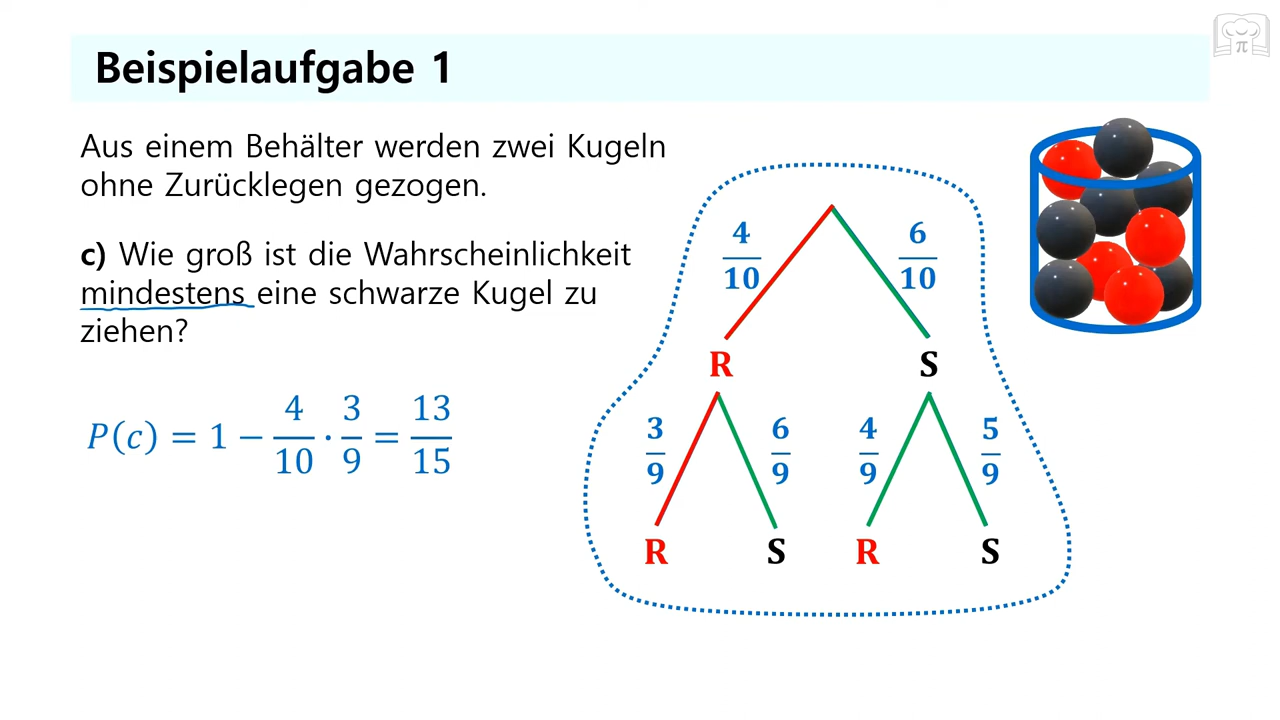 Beispielaufgabe 1
Aus einem Behälter werden zwei Kugeln
ohne Zurücklegen gezogen.
c) Wie groß ist die Wahrscheinlichkeit
mindestens eine schwarze Kugel zu
ziehen?
P(c) = 1 − 4/10 · 3/9 = 13/15
4/10 6/10
R S
3/9 6/9 4/9 5/9
R S R S
π